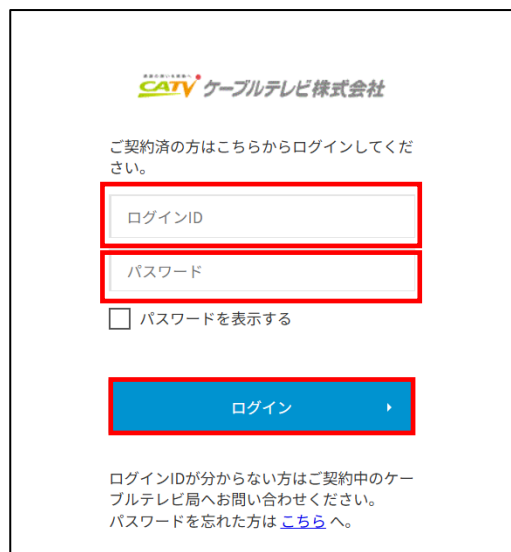 CATV ケーブルテレビ株式会社
ご契約済の方はこちらからログインしてくだ
さい。
ログインID
パスワード
パスワードを表示する
ログイン
ログインIDが分からない方はご契約中のケー
ブルテレビ局へお問い合わせください。
パスワードを忘れた方は こちら へ。